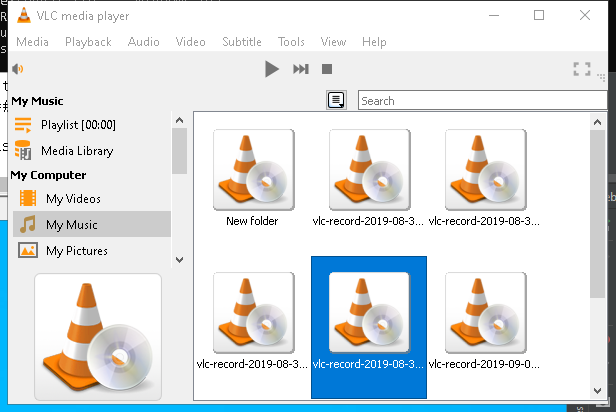 VLC media player
Media Playback Audio Video Subtitle Tools View Help
Search
My Music
Playlist [00:00]
Media Library
My Computer
My Videos
My Music
My Pictures
New folder
vlc-record-2019-08-3...
vlc-record-2019-08-3...
vlc-record-2019-08-3...
vlc-record-2019-08-3...
vlc-record-2019-09-0...